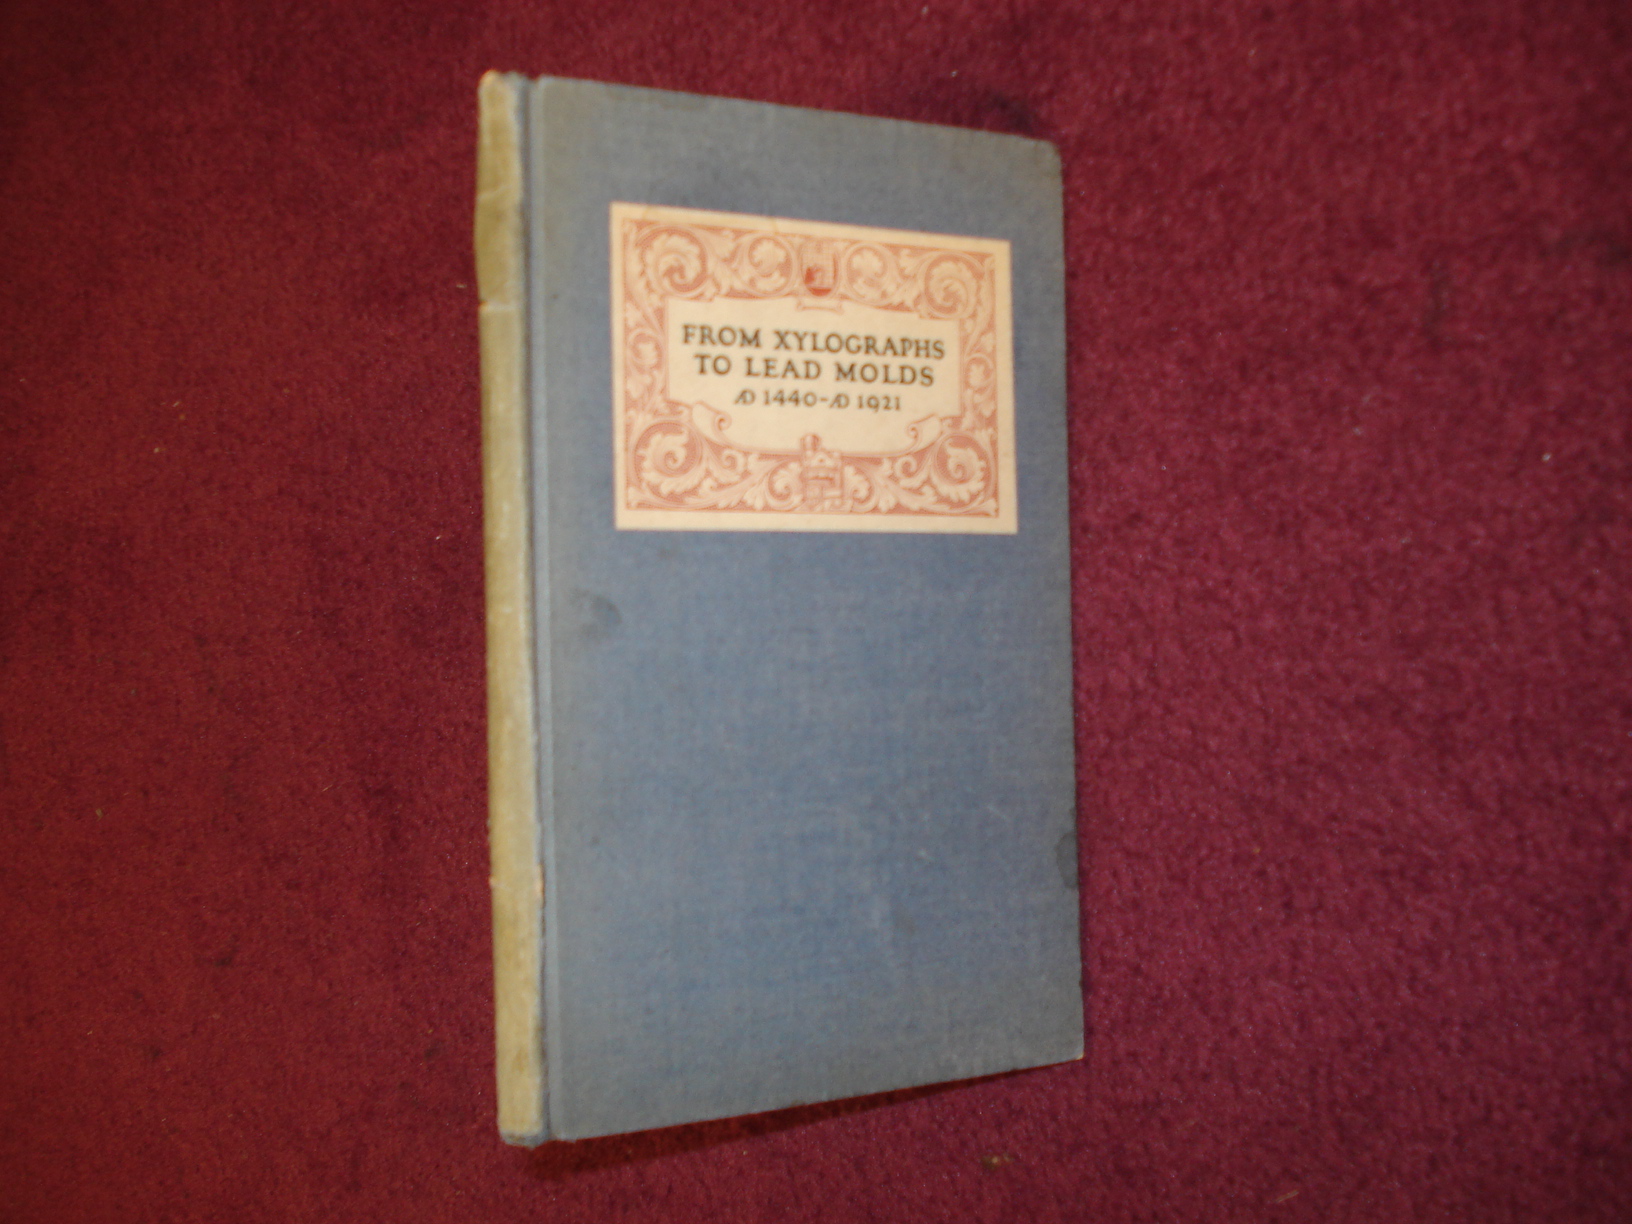 FROM XYLOGRAPHS
TO LEAD MOLDS
AD 1440-AD 1921